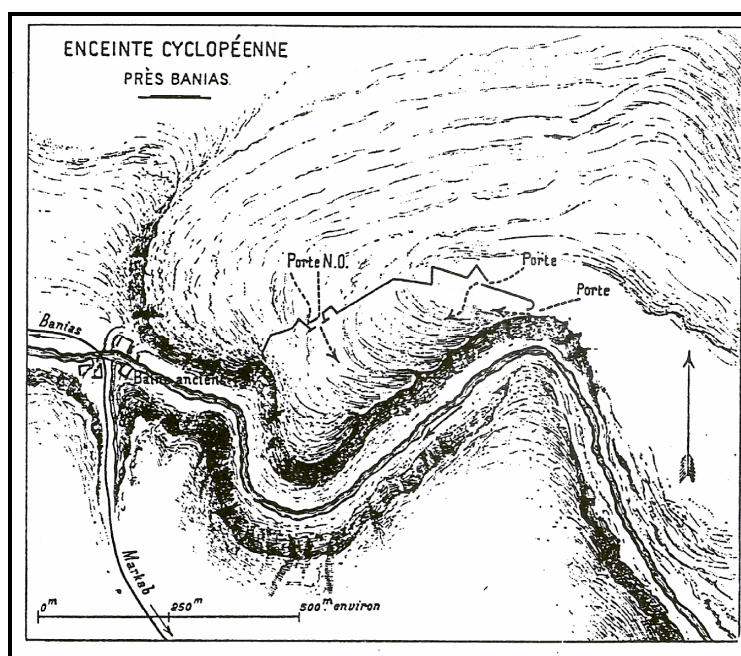 ENCEINTE CYCLOPÉENNE
PRÈS BANIAS.
Porte N.O.
Porte
Porte
Banias
Bains anciens
Markab
0m 250m 500m environ